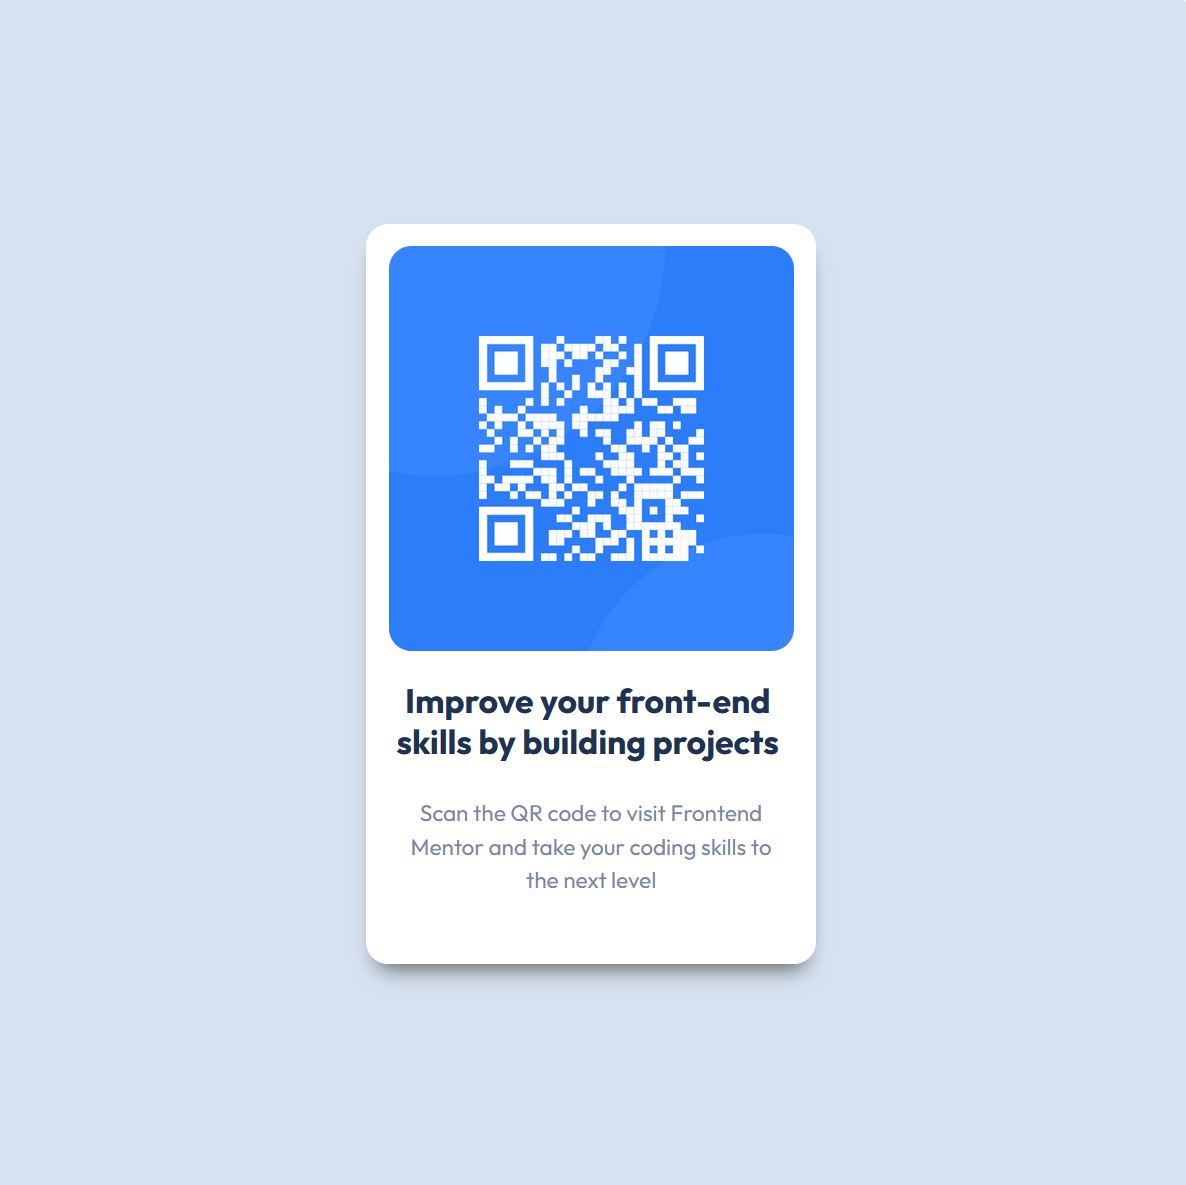 Improve your front-end
skills by building projects
Scan the QR code to visit Frontend
Mentor and take your coding skills to
the next level